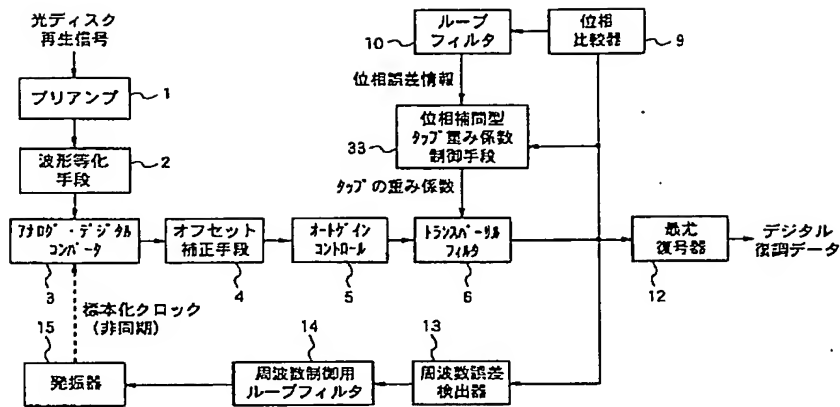 光ディスク
再生信号
プリアンプ
1
波形等化
手段
2
アナログ・デジタル
コンバータ
3
オフセット
補正手段
4
オートゲイン
コントロール
5
トランスバーサル
フィルタ
6
ループ
フィルタ
10
位相
比較器
9
位相誤差情報
位相補間型
タップ重み係数
制御手段
33
タップの重み係数
最尤
復号器
12
デジタル
復調データ
標本化クロック
(非同期)
15
発振器
14
周波数制御用
ループフィルタ
13
周波数誤差
検出器